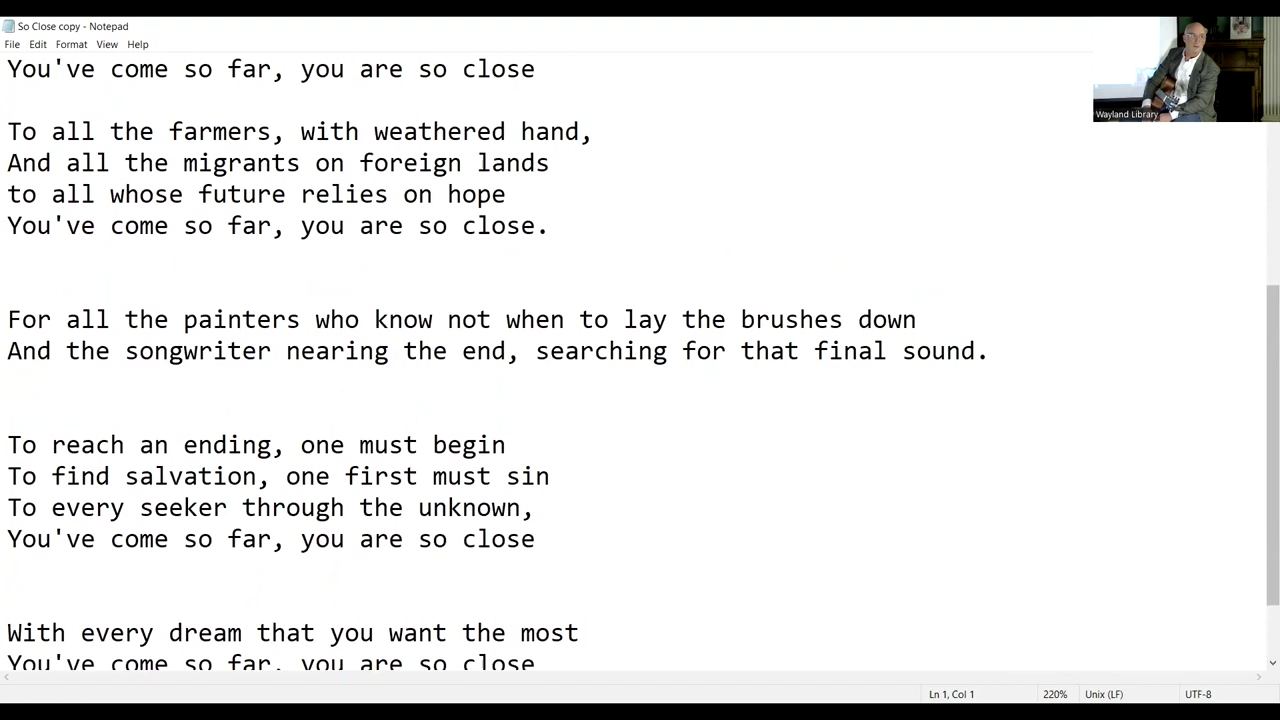 So Close copy - Notepad
File Edit Format View Help
You've come so far, you are so close
To all the farmers, with weathered hand,
And all the migrants on foreign lands
to all whose future relies on hope
You've come so far, you are so close.
For all the painters who know not when to lay the brushes down
And the songwriter nearing the end, searching for that final sound.
To reach an ending, one must begin
To find salvation, one first must sin
To every seeker through the unknown,
You've come so far, you are so close
With every dream that you want the most
You've come so far, you are so close
Wayland Library
Ln 1, Col 1 220% Unix (LF) UTF-8